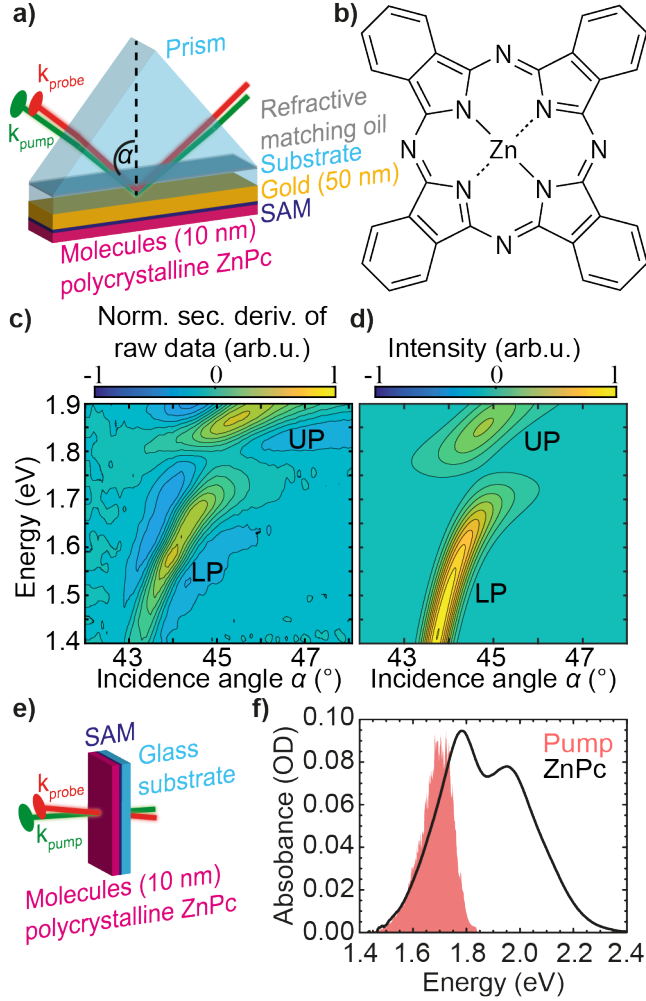 a)
Prism
k_probe
k_pump
α
Refractive
matching oil
Substrate
Gold (50 nm)
SAM
Molecules (10 nm)
polycrystalline ZnPc
b)
N
N
N
N
Zn
N
N
N
N
c)
Norm. sec. deriv. of
raw data (arb.u.)
-1 0 1
Energy (eV)
1.9
1.8
1.7
1.6
1.5
1.4
UP
LP
43 45 47
Incidence angle α (°)
d)
Intensity (arb.u.)
-1 0 1
UP
LP
43 45 47
Incidence angle α (°)
e)
SAM
Glass
substrate
k_probe
k_pump
Molecules (10 nm)
polycrystalline ZnPc
f)
Absobance (OD)
0.10
0.08
0.06
0.04
0.02
0.00
Pump
ZnPc
1.4 1.6 1.8 2.0 2.2 2.4
Energy (eV)